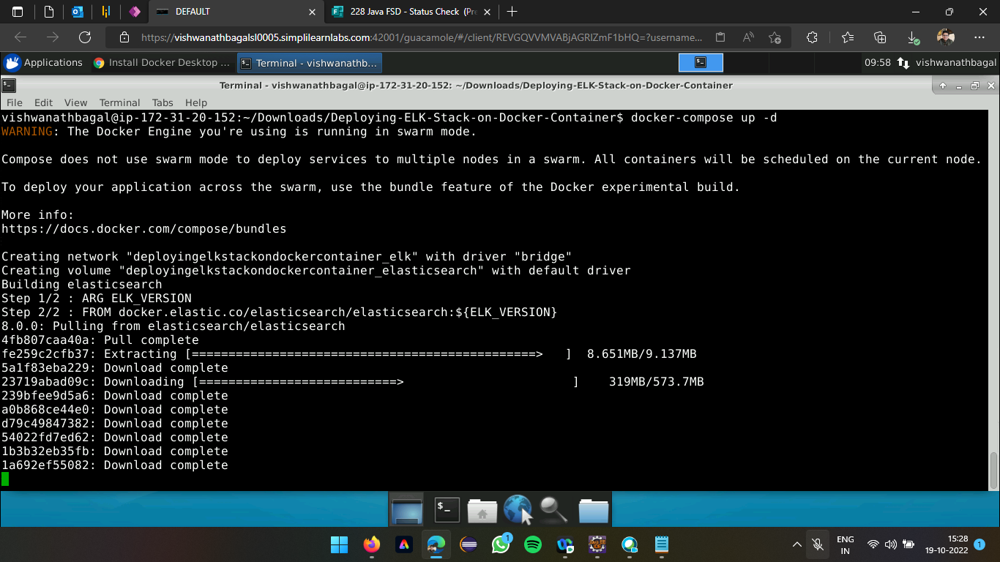 DEFAULT
228 Java FSD - Status Check (Pre
https://vishwanathbagalsl0005.simplilearnlabs.com:42001/guacamole/#/client/REVGQVVMVABjAGRlZmF1bHQ=?username...
Applications
Install Docker Desktop ...
Terminal - vishwanathb...
09:58
vishwanathbagal
Terminal - vishwanathbagal@ip-172-31-20-152: ~/Downloads/Deploying-ELK-Stack-on-Docker-Container
File Edit View Terminal Tabs Help
vishwanathbagal@ip-172-31-20-152:~/Downloads/Deploying-ELK-Stack-on-Docker-Container$ docker-compose up -d
WARNING: The Docker Engine you're using is running in swarm mode.
Compose does not use swarm mode to deploy services to multiple nodes in a swarm. All containers will be scheduled on the current node.
To deploy your application across the swarm, use the bundle feature of the Docker experimental build.
More info:
https://docs.docker.com/compose/bundles
Creating network "deployingelkstackondockercontainer_elk" with driver "bridge"
Creating volume "deployingelkstackondockercontainer_elasticsearch" with default driver
Building elasticsearch
Step 1/2 : ARG ELK_VERSION
Step 2/2 : FROM docker.elastic.co/elasticsearch/elasticsearch:${ELK_VERSION}
8.0.0: Pulling from elasticsearch/elasticsearch
4fb807caa40a: Pull complete
fe259c2cfb37: Extracting [===============================================>   ]  8.651MB/9.137MB
5a1f83eba229: Download complete
23719abad09c: Downloading [===========================>                       ]    319MB/573.7MB
239bfee9d5a6: Download complete
a0b868ce44e0: Download complete
d79c49847382: Download complete
54022fd7ed62: Download complete
1b3b32eb35fb: Download complete
1a692ef55082: Download complete
1
ENG
IN
15:28
19-10-2022
1